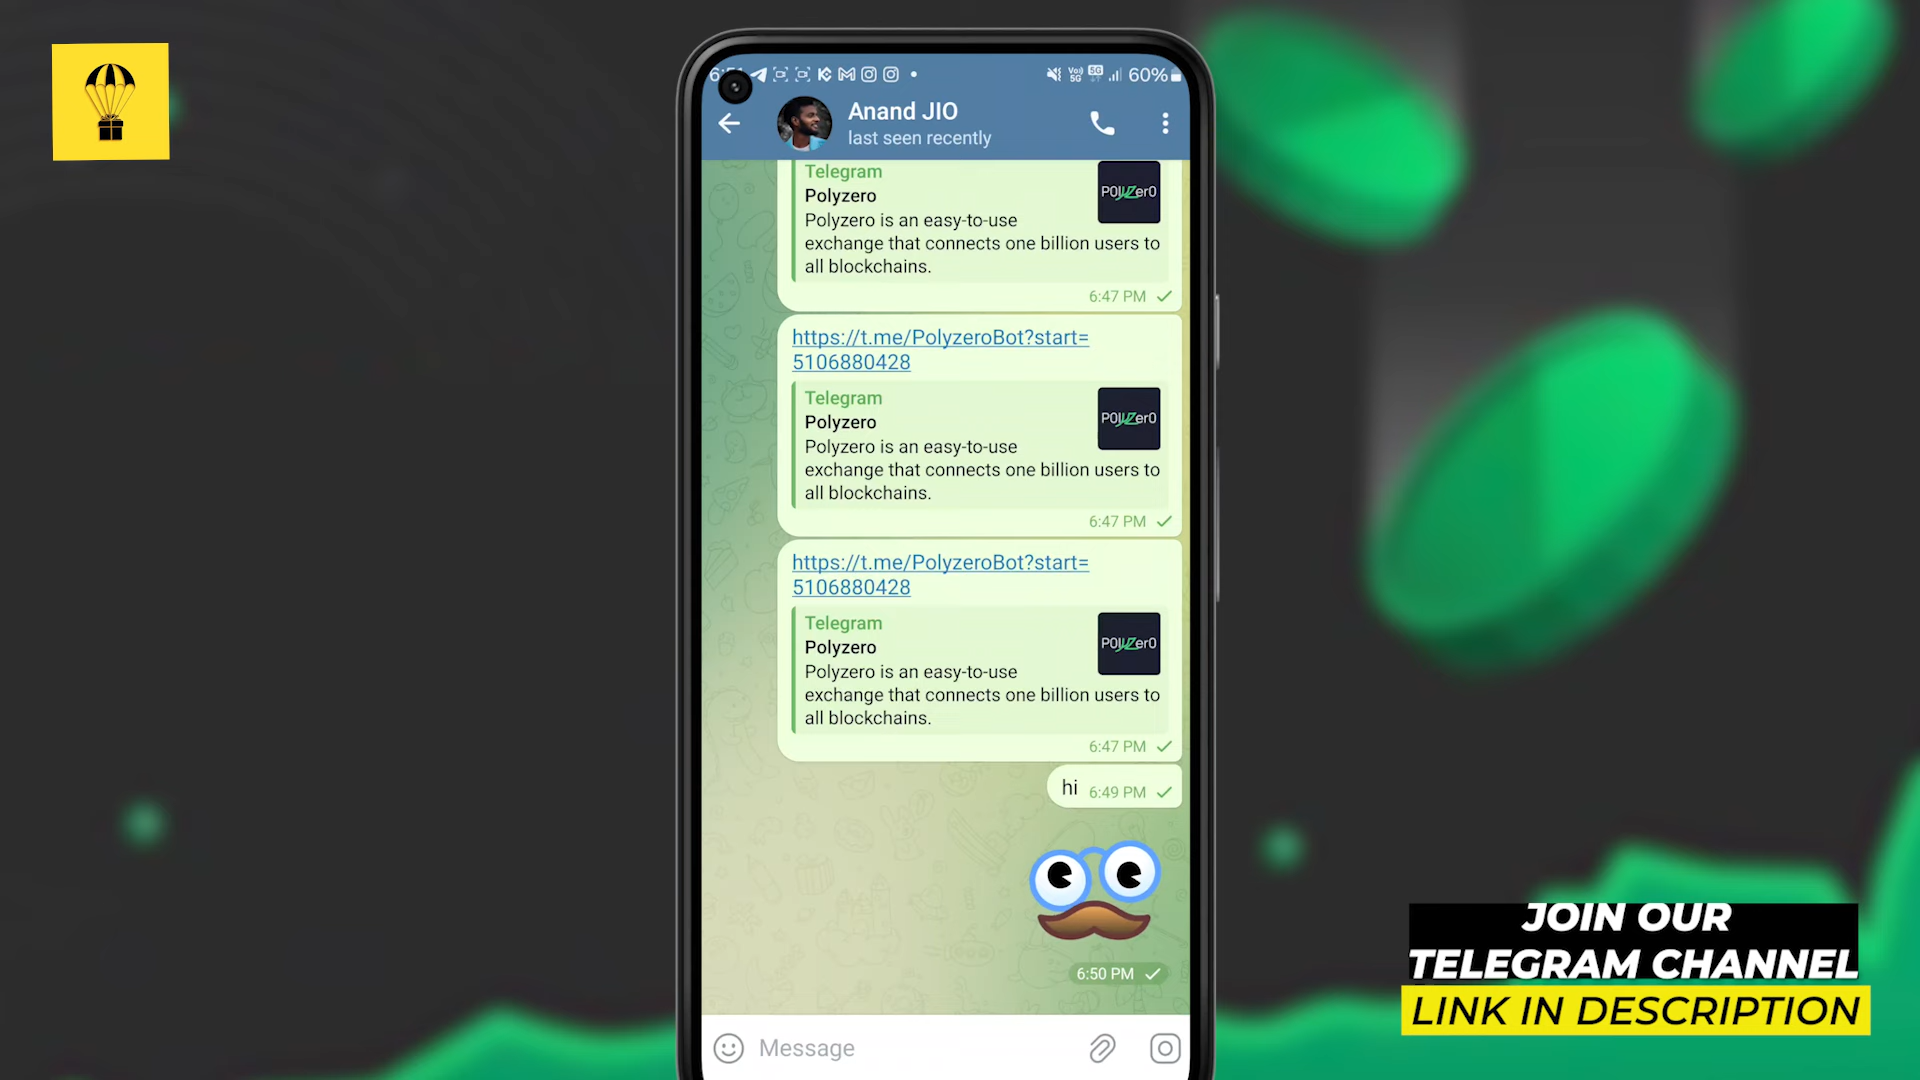 60%
Anand JIO
last seen recently
Telegram
Polyzero
Polyzero is an easy-to-use
exchange that connects one billion users to
all blockchains.
POllyZerO
6:47 PM
https://t.me/PolyzeroBot?start=
5106880428
Telegram
Polyzero
Polyzero is an easy-to-use
exchange that connects one billion users to
all blockchains.
POllyZerO
6:47 PM
https://t.me/PolyzeroBot?start=
5106880428
Telegram
Polyzero
Polyzero is an easy-to-use
exchange that connects one billion users to
all blockchains.
POllyZerO
6:47 PM
hi 6:49 PM
6:50 PM
Message
JOIN OUR
TELEGRAM CHANNEL
LINK IN DESCRIPTION